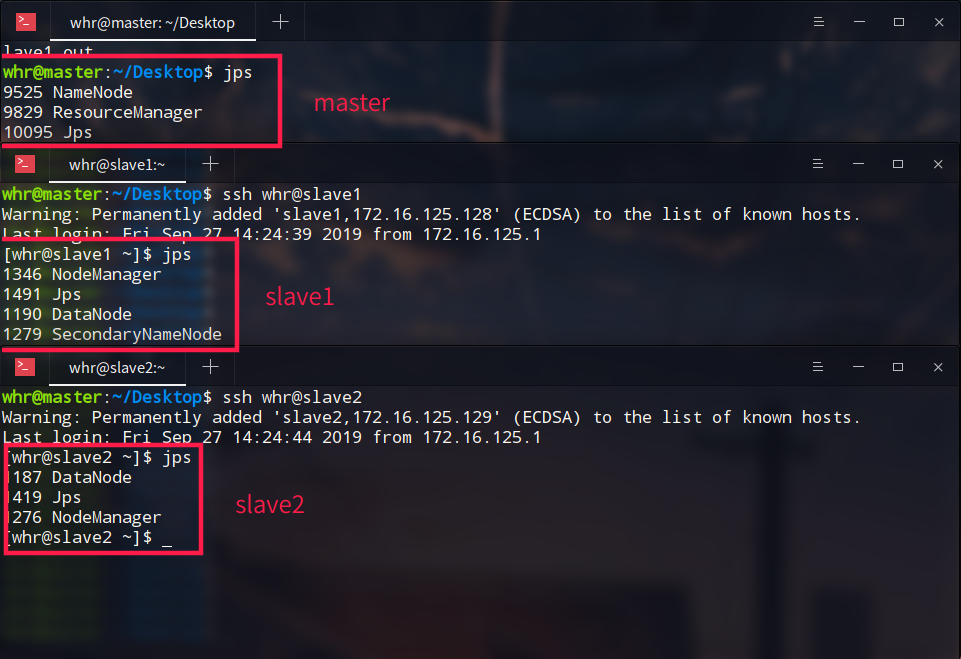 whr@master: ~/Desktop
lave1.out
whr@master:~/Desktop$ jps
9525 NameNode
9829 ResourceManager
10095 Jps
master
whr@slave1:~
whr@master:~/Desktop$ ssh whr@slave1
Warning: Permanently added 'slave1,172.16.125.128' (ECDSA) to the list of known hosts.
Last login: Fri Sep 27 14:24:39 2019 from 172.16.125.1
[whr@slave1 ~]$ jps
1346 NodeManager
1491 Jps
1190 DataNode
1279 SecondaryNameNode
slave1
whr@slave2:~
whr@master:~/Desktop$ ssh whr@slave2
Warning: Permanently added 'slave2,172.16.125.129' (ECDSA) to the list of known hosts.
Last login: Fri Sep 27 14:24:44 2019 from 172.16.125.1
[whr@slave2 ~]$ jps
1187 DataNode
1419 Jps
1276 NodeManager
[whr@slave2 ~]$ _
slave2